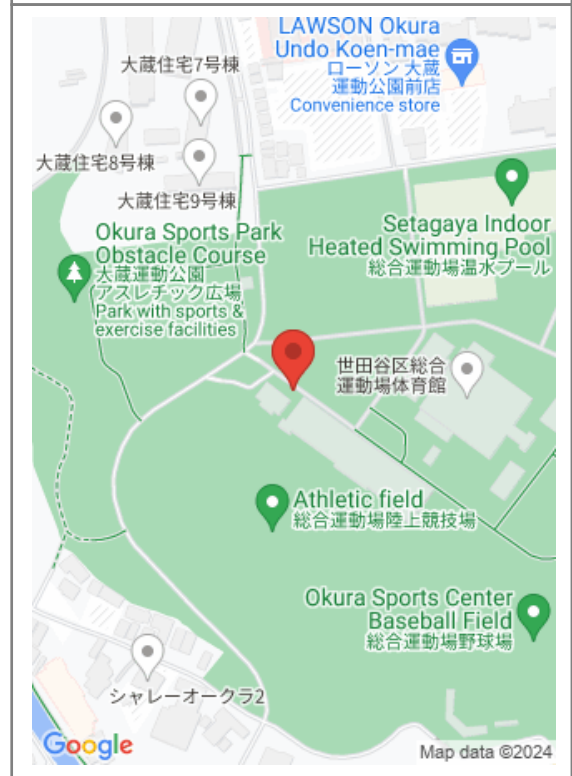 LAWSON Okura
Undo Koen-mae
ローソン 大蔵
運動公園前店
Convenience store
大蔵住宅7号棟
大蔵住宅8号棟
大蔵住宅9号棟
Okura Sports Park
Obstacle Course
大蔵運動公園
アスレチック広場
Park with sports &
exercise facilities
Setagaya Indoor
Heated Swimming Pool
総合運動場温水プール
世田谷区総合
運動場体育館
Athletic field
総合運動場陸上競技場
Okura Sports Center
Baseball Field
総合運動場野球場
シャレーオークラ2
Google
Map data ©2024